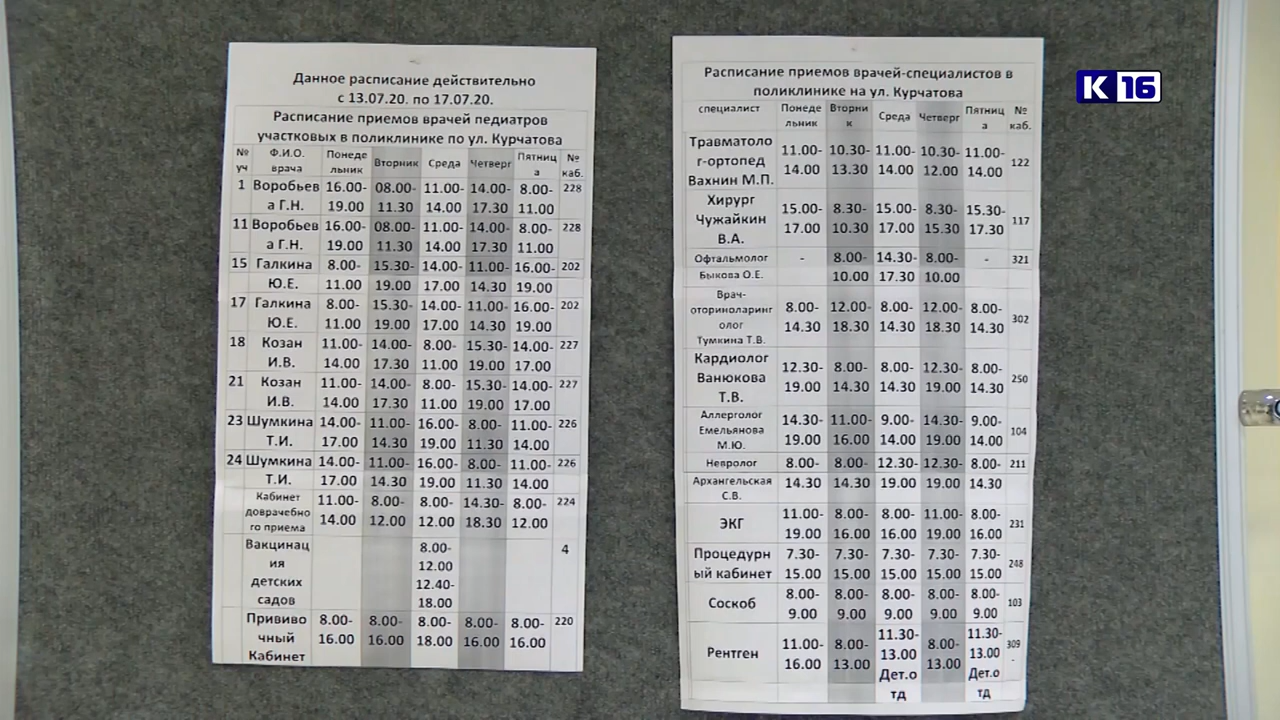 Данное расписание действительно
с 13.07.20. по 17.07.20.
Расписание приемов врачей педиатров
участковых в поликлинике по ул. Курчатова
№ уч Ф.И.О. врача Понеде льник Вторник Среда Четверг Пятниц а № каб.
1 Воробьев 16.00- 08.00- 11.00- 14.00- 8.00- 228
а Г.Н. 19.00 11.30 14.00 17.30 11.00
11 Воробьев 16.00- 08.00- 11.00- 14.00- 8.00- 228
а Г.Н. 19.00 11.30 14.00 17.30 11.00
15 Галкина 8.00- 15.30- 14.00- 11.00- 16.00- 202
Ю.Е. 11.00 19.00 17.00 14.30 19.00
17 Галкина 8.00- 15.30- 14.00- 11.00- 16.00- 202
Ю.Е. 11.00 19.00 17.00 14.30 19.00
18 Козан 11.00- 14.00- 8.00- 15.30- 14.00- 227
И.В. 14.00 17.30 11.00 19.00 17.00
21 Козан 11.00- 14.00- 8.00- 15.30- 14.00- 227
И.В. 14.00 17.30 11.00 19.00 17.00
23 Шумкина 14.00- 11.00- 16.00- 8.00- 11.00- 226
Т.И. 17.00 14.30 19.00 11.30 14.00
24 Шумкина 14.00- 11.00- 16.00- 8.00- 11.00- 226
Т.И. 17.00 14.30 19.00 11.30 14.00
Кабинет 11.00- 8.00- 8.00- 14.30- 8.00- 224
доврачебно
го приема 14.00 12.00 12.00 18.30 12.00
Вакцинац 8.00- 4
ия 12.00
детских 12.40-
садов 18.00
Прививо 8.00- 8.00- 8.00- 8.00- 8.00- 220
чный 16.00 16.00 18.00 16.00 16.00
Кабинет
Расписание приемов врачей-специалистов в
поликлинике на ул. Курчатова
специалист Понеде льник Вторни к Среда Четверг Пятниц а № каб.
Травматоло 11.00- 10.30- 11.00- 10.30- 11.00- 122
г-ортопед 14.00 13.30 14.00 12.00 14.00
Вахнин М.П.
Хирург 15.00- 8.30- 15.00- 8.30- 15.30- 117
Чужайкин 17.00 10.30 17.00 15.30 17.30
В.А.
Офтальмолог - 8.00- 14.30- 8.00- - 321
Быкова О.Е. 10.00 17.30 10.00
Врач-
оториноларинг 8.00- 12.00- 8.00- 12.00- 8.00- 302
олог 14.30 18.30 14.30 18.30 14.30
Тумкина Т.В.
Кардиолог 12.30- 8.00- 8.00- 12.30- 8.00- 250
Ванюкова 19.00 14.30 14.30 19.00 14.30
Т.В.
Аллерголог 14.30- 11.00- 9.00- 14.30- 9.00- 104
Емельянова 19.00 16.00 14.00 19.00 14.00
М.Ю.
Невролог 8.00- 8.00- 12.30- 12.30- 8.00- 211
Архангельская 14.30 14.30 19.00 19.00 14.30
С.В.
ЭКГ 11.00- 8.00- 8.00- 11.00- 8.00- 231
19.00 16.00 16.00 19.00 16.00
Процедурн 7.30- 7.30- 7.30- 7.30- 7.30- 248
ый кабинет 15.00 15.00 15.00 15.00 15.00
Соскоб 8.00- 8.00- 8.00- 8.00- 8.00- 103
9.00 9.00 9.00 9.00 9.00
Рентген 11.00- 8.00- 11.30- 8.00- 11.30- 309
16.00 13.00 13.00 13.00 13.00 -
Дет.о Дет.о
тд тд
К 16